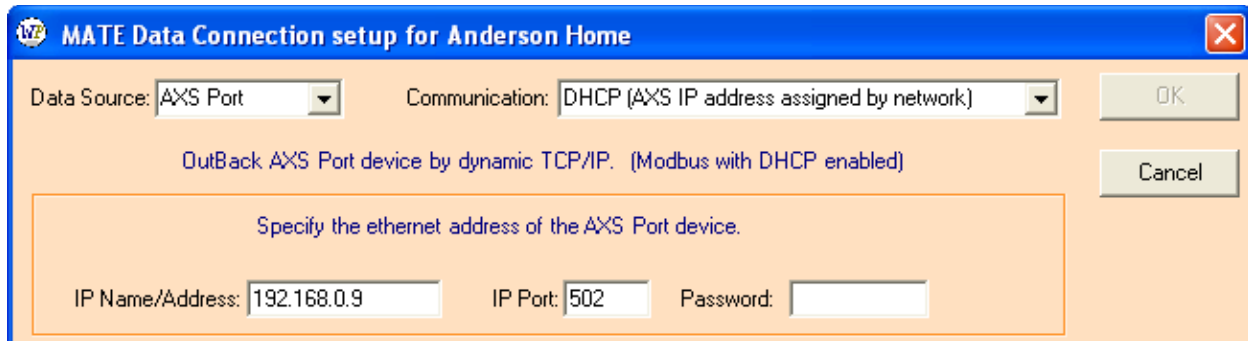 MATE Data Connection setup for Anderson Home
Data Source: AXS Port Communication: DHCP (AXS IP address assigned by network) OK
OutBack AXS Port device by dynamic TCP/IP. (Modbus with DHCP enabled)
Cancel
Specify the ethernet address of the AXS Port device.
IP Name/Address: 192.168.0.9 IP Port: 502 Password: